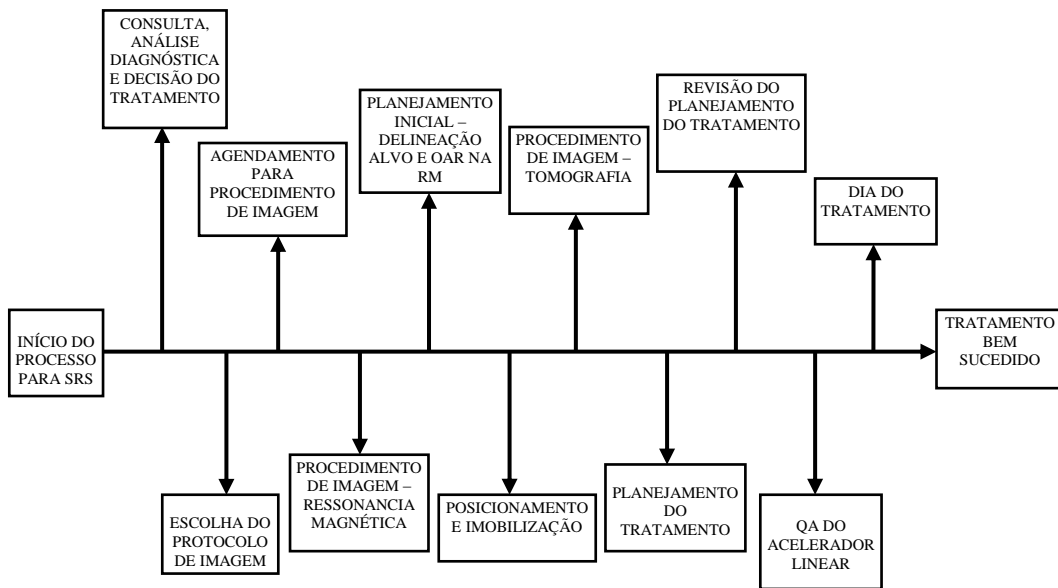 CONSULTA,
ANÁLISE
DIAGNÓSTICA
E DECISÃO DO
TRATAMENTO
AGENDAMENTO
PARA
PROCEDIMENTO
DE IMAGEM
PLANEJAMENTO
INICIAL –
DELINEAÇÃO
ALVO E OAR NA
RM
PROCEDIMENTO
DE IMAGEM –
TOMOGRAFIA
REVISÃO DO
PLANEJAMENTO
DO TRATAMENTO
DIA DO
TRATAMENTO
INÍCIO DO
PROCESSO
PARA SRS
TRATAMENTO
BEM
SUCEDIDO
ESCOLHA DO
PROTOCOLO
DE IMAGEM
PROCEDIMENTO
DE IMAGEM –
RESSONANCIA
MAGNÉTICA
POSICIONAMENTO
E IMOBILIZAÇÃO
PLANEJAMENTO
DO
TRATAMENTO
QA DO
ACELERADOR
LINEAR